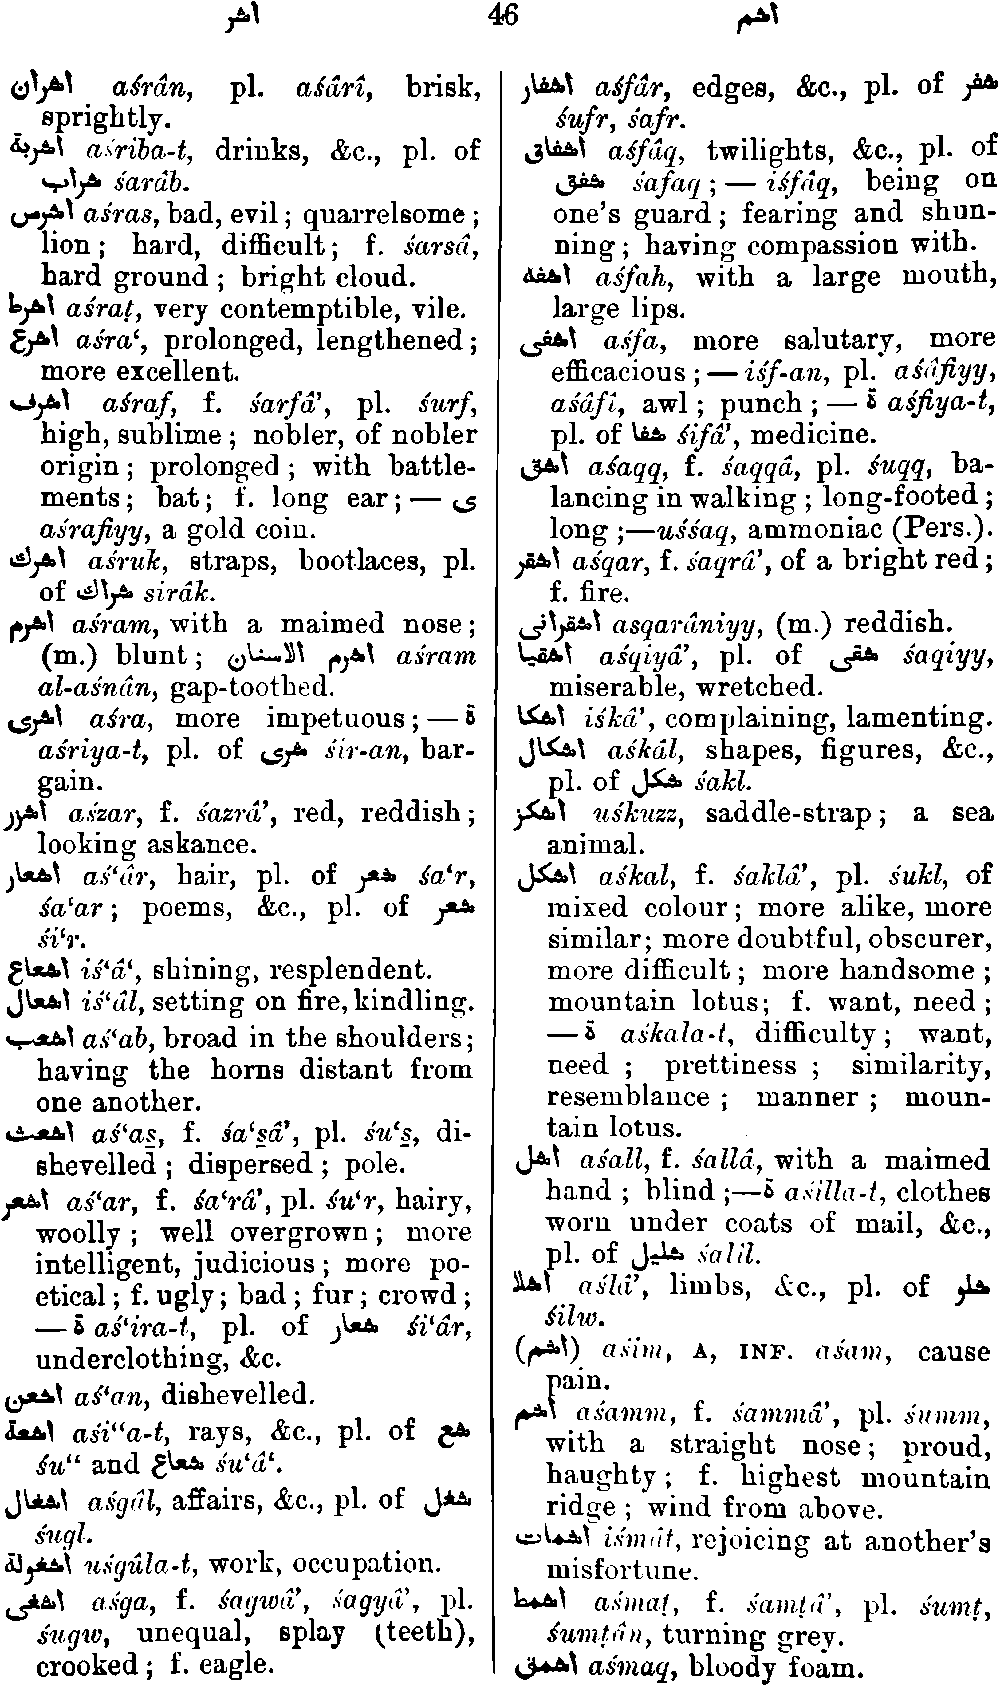 اشر 46 اشم
اشران aśrân, pl. aśârî, brisk,
sprightly.
اشربة aśriba-t, drinks, &c., pl. of
شراب śarâb.
اشرس aśras, bad, evil; quarrelsome;
lion; hard, difficult; f. śarsâ,
hard ground; bright cloud.
اشرط aśraṭ, very contemptible, vile.
اشرع aśra‘, prolonged, lengthened;
more excellent.
اشرف aśraf, f. śarfâ’, pl. śurf,
high, sublime; nobler, of nobler
origin; prolonged; with battle-
ments; bat; f. long ear; — ى
aśrafiyy, a gold coin.
اشرك aśruk, straps, bootlaces, pl.
of شراك sirâk.
اشرم aśram, with a maimed nose;
(m.) blunt; اشرم الاسنان aśram
al-aśnân, gap-toothed.
اشرى aśra, more impetuous; — ة
aśriya-t, pl. of شرى śir-an, bar-
gain.
اشزر aśzar, f. śazrâ’, red, reddish;
looking askance.
اشعار aś‘âr, hair, pl. of شعر śa‘r,
śa‘ar; poems, &c., pl. of شعر
śi‘r.
اشعاع iś‘â‘, shining, resplendent.
اشعال iś‘âl, setting on fire, kindling.
اشعب aś‘ab, broad in the shoulders;
having the horns distant from
one another.
اشعث aś‘as̱, f. śa‘s̱â’, pl. śu‘s̱, di-
shevelled; dispersed; pole.
اشعر aś‘ar, f. śa‘râ’, pl. śu‘r, hairy,
woolly; well overgrown; more
intelligent, judicious; more po-
etical; f. ugly; bad; fur; crowd;
— ة aś‘ira-t, pl. of شعار śi‘âr,
underclothing, &c.
اشعن aś‘an, dishevelled.
اشعة aśi‘‘a-t, rays, &c., pl. of شع
śu‘‘ and شعاع śu‘â‘.
اشغال aśgâl, affairs, &c., pl. of شغل
śugl.
اشغولة uśgûla-t, work, occupation.
اشغى aśga, f. śagwâ’, śagyâ’, pl.
śugw, unequal, splay (teeth),
crooked; f. eagle.
اشفار aśfâr, edges, &c., pl. of شفر
śufr, śafr.
اشفاق aśfâq, twilights, &c., pl. of
شفق śafaq; — iśfâq, being on
one's guard; fearing and shun-
ning; having compassion with.
اشفه aśfah, with a large mouth,
large lips.
اشفى aśfa, more salutary, more
efficacious; — iśf-an, pl. aśâfiyy,
aśâfî, awl; punch; — ة aśfiya-t,
pl. of شفا śifâ’, medicine.
اشق aśaqq, f. śaqqâ, pl. śuqq, ba-
lancing in walking; long-footed;
long;—uśśaq, ammoniac (Pers.).
اشقر aśqar, f. śaqrâ’, of a bright red;
f. fire.
اشقرانى asqarâniyy, (m.) reddish.
اشقيا aśqiyâ’, pl. of شقى śaqiyy,
miserable, wretched.
اشكا iśkâ’, complaining, lamenting.
اشكال aśkâl, shapes, figures, &c.,
pl. of شكل śakl.
اشكز uśkuzz, saddle-strap; a sea
animal.
اشكل aśkal, f. śaklâ’, pl. śukl, of
mixed colour; more alike, more
similar; more doubtful, obscurer,
more difficult; more handsome;
mountain lotus; f. want, need;
— ة aśkala-t, difficulty; want,
need; prettiness; similarity,
resemblance; manner; moun-
tain lotus.
اشل aśall, f. śallâ, with a maimed
hand; blind;—ة aśilla-t, clothes
worn under coats of mail, &c.,
pl. of شليل śalîl.
اشلا aślâ’, limbs, &c., pl. of شلو
śilw.
(اشم) aśim, A, INF. aśam, cause
pain.
اشم aśamm, f. śammâ’, pl. śumm,
with a straight nose; proud,
haughty; f. highest mountain
ridge; wind from above.
اشمات iśmât, rejoicing at another's
misfortune.
اشمط aśmaṭ, f. śamṭâ’, pl. śumṭ,
śumṭân, turning grey.
اشمق aśmaq, bloody foam.